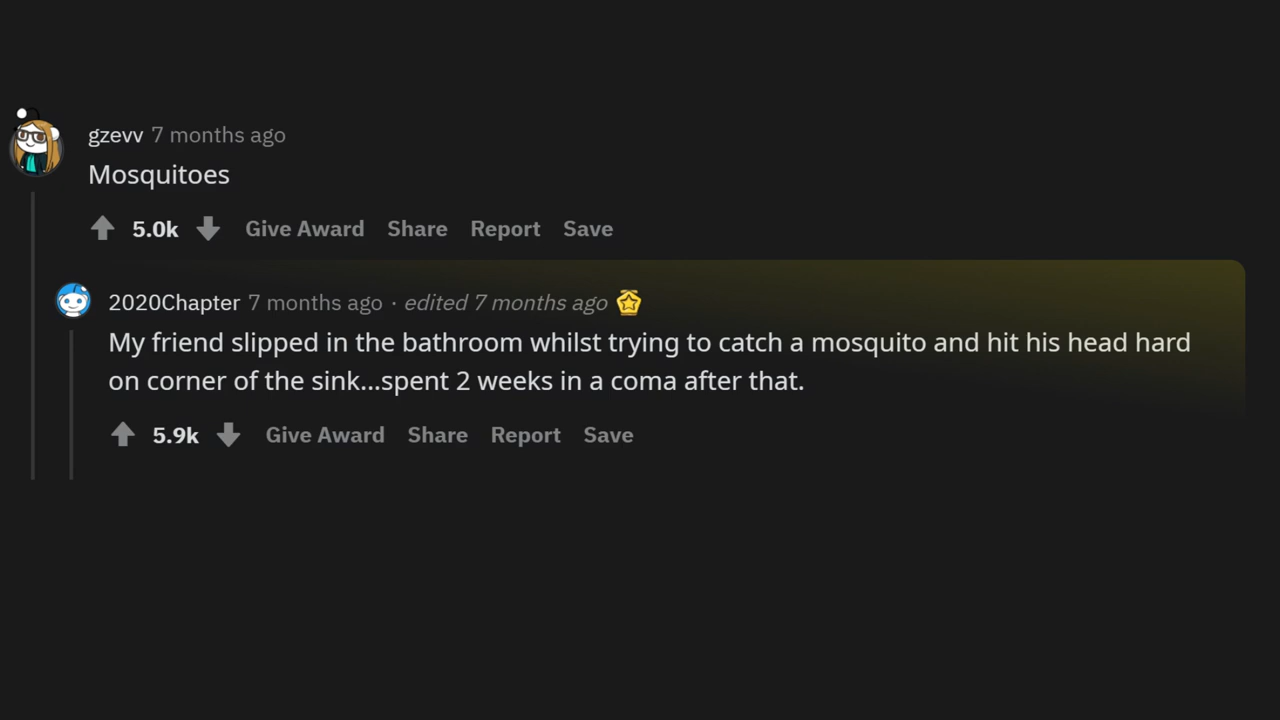 gzevv 7 months ago
Mosquitoes
5.0k Give Award Share Report Save
2020Chapter 7 months ago · edited 7 months ago
My friend slipped in the bathroom whilst trying to catch a mosquito and hit his head hard
on corner of the sink...spent 2 weeks in a coma after that.
5.9k Give Award Share Report Save